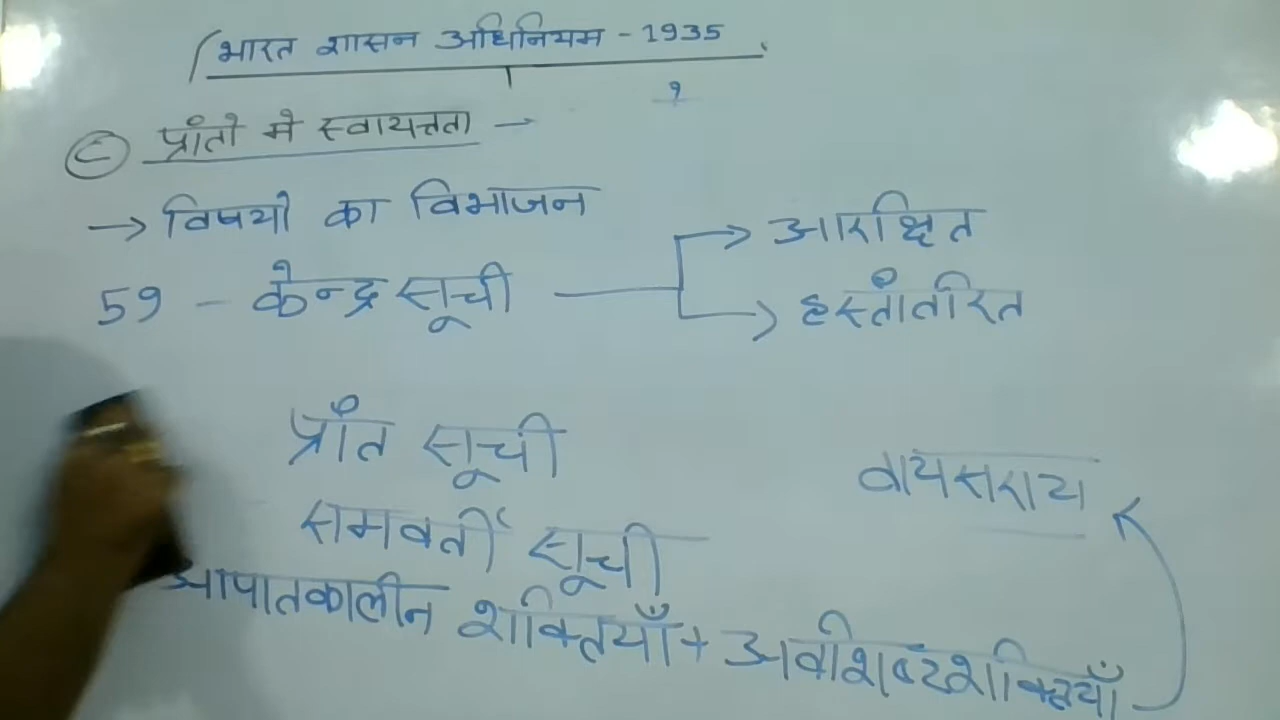 भारत शासन अधिनियम - 1935
१
प्रांतो मे स्वायत्तता →
→ विषयो का विभाजन
59 - केन्द्र सूची → आरक्षित
→ हस्तांतरित
प्रांत सूची
वायसराय
समवर्ती सूची
आपातकालीन शक्तियाँ + अवशिष्ट शक्तियाँ